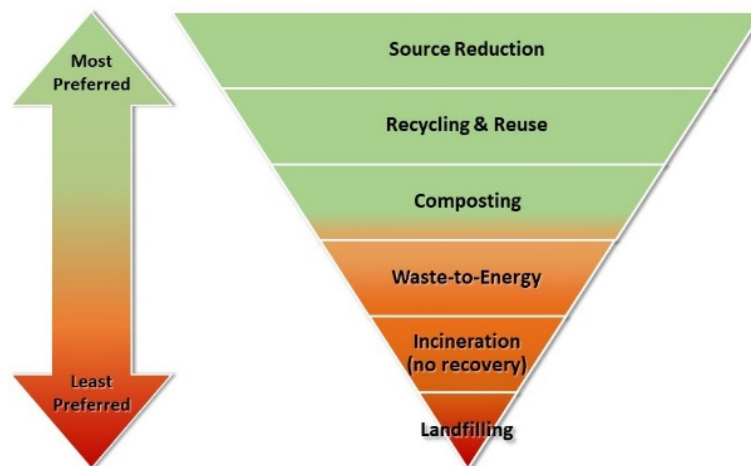 Most
Preferred
Source Reduction
Recycling & Reuse
Composting
Waste-to-Energy
Incineration
(no recovery)
Least
Preferred
Landfilling